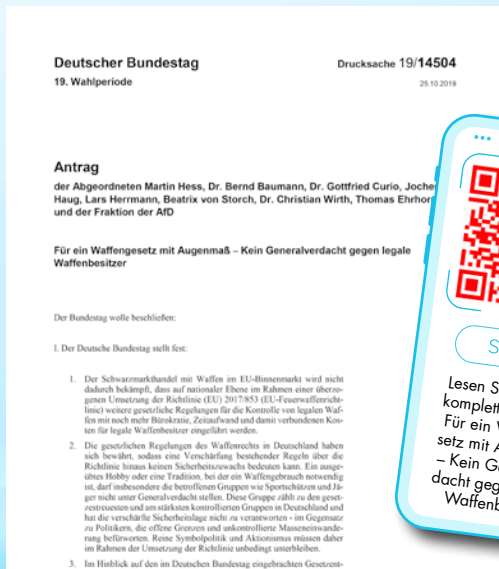 Deutscher Bundestag
Drucksache 19/14504
19. Wahlperiode
25.10.2019
Antrag
der Abgeordneten Martin Hess, Dr. Bernd Baumann, Dr. Gottfried Curio,
Haug, Lars Herrmann, Beatrix von Storch, Dr. Christian Wirth, Thomas
und der Fraktion der AfD
Für ein Waffengesetz mit Augenmaß – Kein Generalverdacht gegen legale
Waffenbesitzer
Der Bundestag wolle beschließen:
I. Der Deutsche Bundestag stellt fest:
1. Der Schwarzmarkthandel mit Waffen im EU-Binnenmarkt wird nicht
dadurch bekämpft, dass auf nationaler Ebene im Rahmen einer überzo-
genen Umsetzung der Richtlinie (EU) 2017/853 (EU-Feuerwaffenricht-
linie) weitere gesetzliche Regelungen für die Kontrolle von legalen Waf-
fen mit noch mehr Bürokratie, Zeitaufwand und damit verbundenen Kos-
ten für legale Waffenbesitzer eingeführt werden.
2. Die gesetzlichen Regelungen des Waffenrechts in Deutschland haben
sich bewährt, sodass eine Verschärfung bestehender Regeln über die
Richtlinie hinaus keinen Sicherheitszuwachs bedeuten kann. Ein ausge-
übtes Hobby oder eine Tradition, bei der ein Waffengebrauch notwendig
ist, darf insbesondere die betroffenen Gruppen wie Sportschützen und Jä-
ger nicht unter Generalverdacht stellen. Diese Gruppe zählt zu den geset-
zestreuesten und am stärksten kontrollierten Gruppen in Deutschland und
hat die verschärfte Sicherheitslage nicht zu verantworten - im Gegensatz
zu Politikern, die offene Grenzen und unkontrollierte Masseneinwande-
rung befürworten. Reine Symbolpolitik und Aktionismus müssen daher
im Rahmen der Umsetzung der Richtlinie unbedingt unterbleiben.
3. Im Hinblick auf den im Deutschen Bundestag eingebrachten Gesetzent-
S
Lesen S
komplett
Für ein
setz mit A
– Kein G
dacht geg
Waffenb